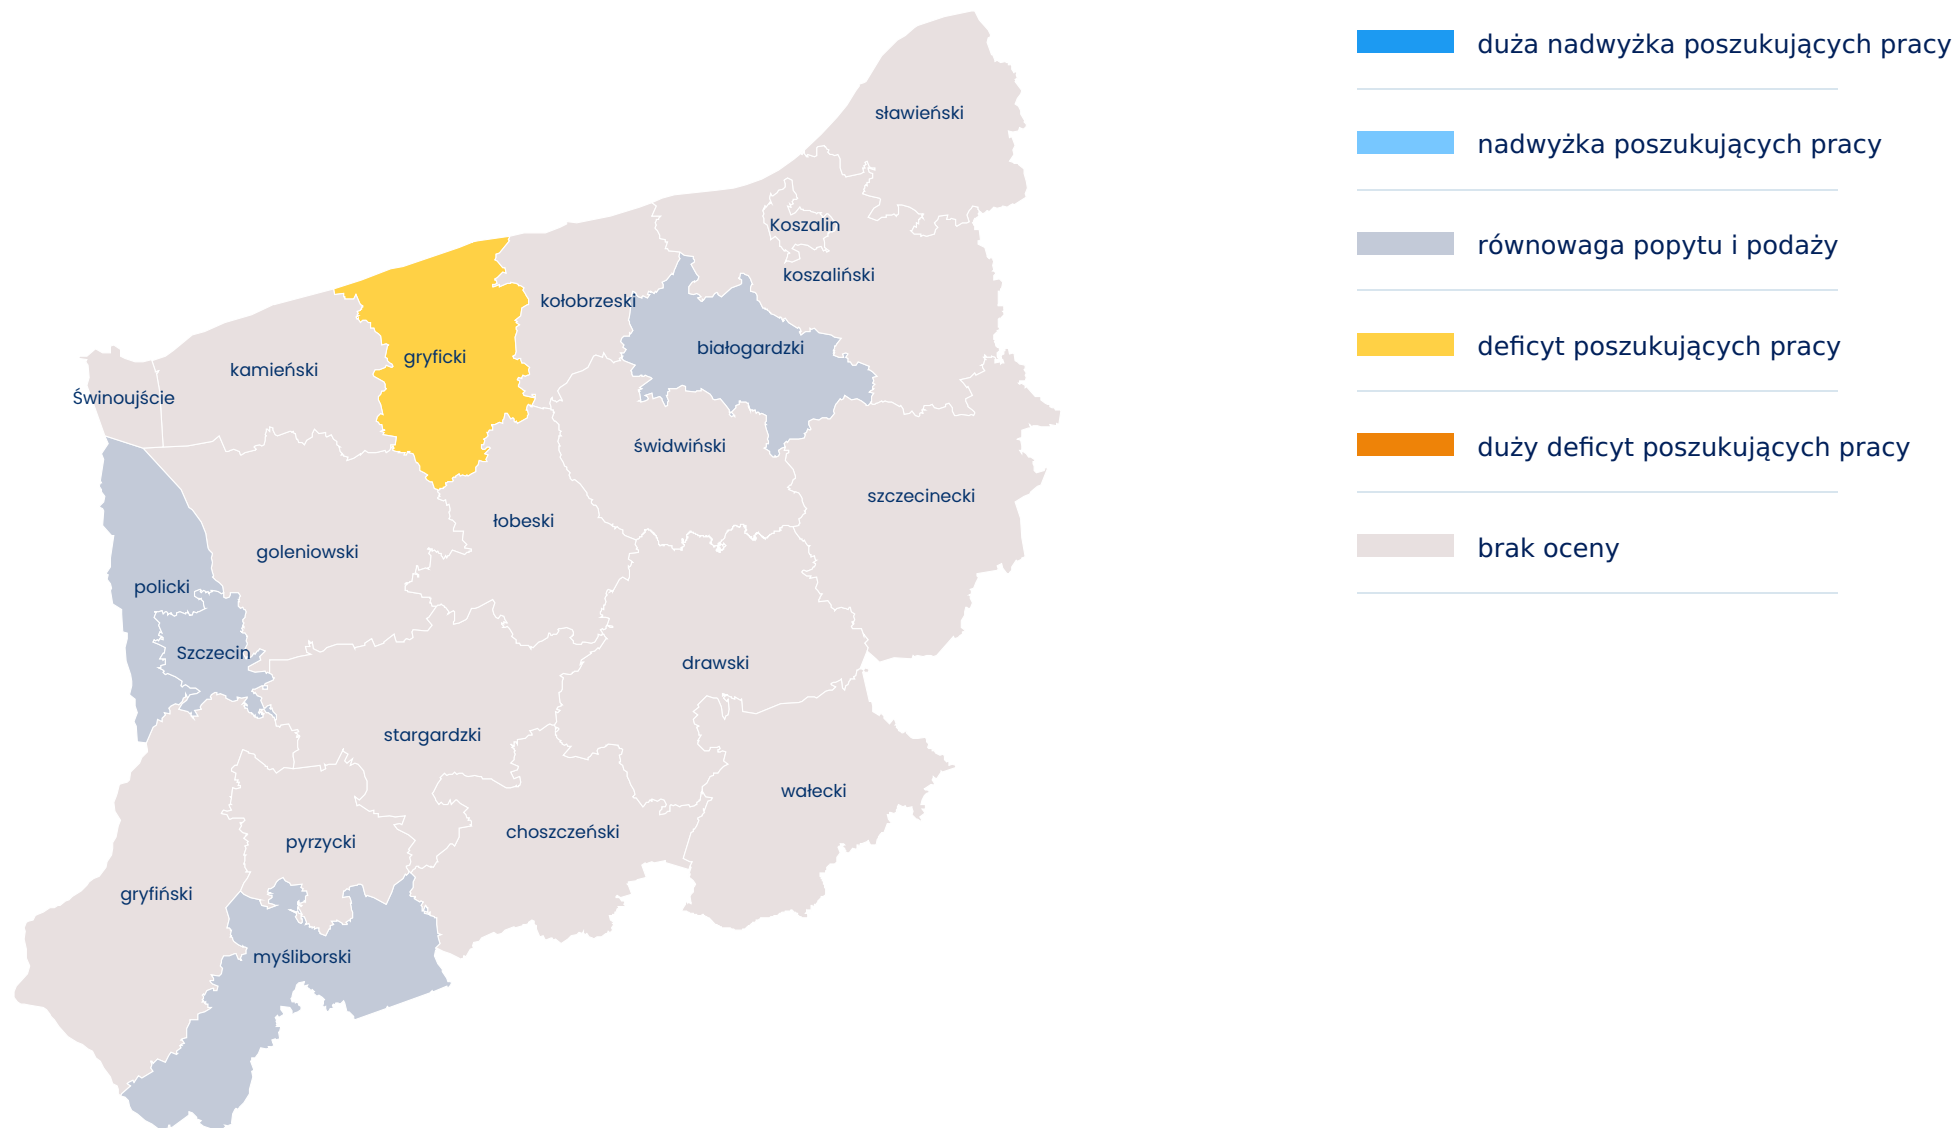 sławieński
Koszalin
koszaliński
kołobrzeski
białogardzki
gryficki
kamieński
Świnoujście
świdwiński
szczecinecki
łobeski
goleniowski
policki
Szczecin
drawski
stargardzki
wałecki
choszczeński
pyrzycki
gryfiński
myśliborski
duża nadwyżka poszukujących pracy
nadwyżka poszukujących pracy
równowaga popytu i podaży
deficyt poszukujących pracy
duży deficyt poszukujących pracy
brak oceny